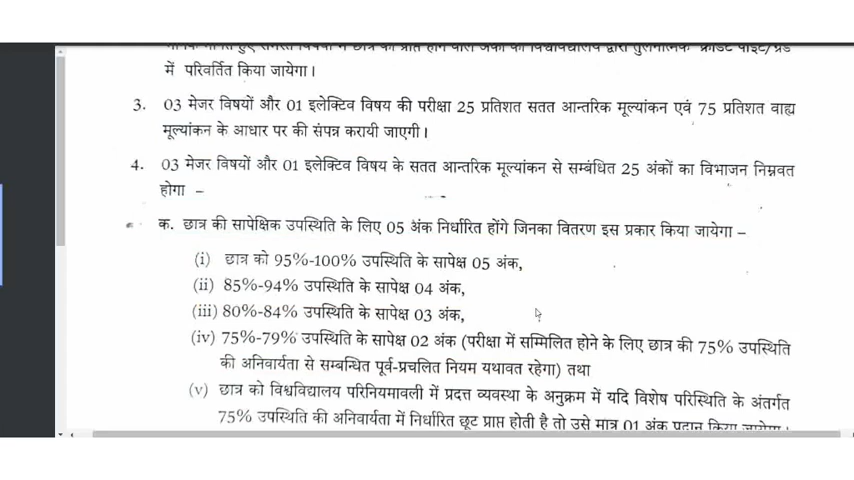 में परिवर्तित किया जायेगा।
3. 03 मेजर विषयों और 01 इलेक्टिव विषय की परीक्षा 25 प्रतिशत सतत आन्तरिक मूल्यांकन एवं 75 प्रतिशत वाह्य
मूल्यांकन के आधार पर की संपन्न करायी जाएगी।
4. 03 मेजर विषयों और 01 इलेक्टिव विषय के सतत आन्तरिक मूल्यांकन से सम्बंधित 25 अंकों का विभाजन निम्नवत
होगा –
क. छात्र की सापेक्षिक उपस्थिति के लिए 05 अंक निर्धारित होंगे जिनका वितरण इस प्रकार किया जायेगा –
(i) छात्र को 95%-100% उपस्थिति के सापेक्ष 05 अंक,
(ii) 85%-94% उपस्थिति के सापेक्ष 04 अंक,
(iii) 80%-84% उपस्थिति के सापेक्ष 03 अंक,
(iv) 75%-79% उपस्थिति के सापेक्ष 02 अंक (परीक्षा में सम्मिलित होने के लिए छात्र की 75% उपस्थिति
की अनिवार्यता से सम्बन्धित पूर्व-प्रचलित नियम यथावत रहेगा) तथा
(v) छात्र को विश्वविद्यालय परिनियमावली में प्रदत्त व्यवस्था के अनुक्रम में यदि विशेष परिस्थिति के अंतर्गत
75% उपस्थिति की अनिवार्यता में निर्धारित छूट प्राप्त होती है तो उसे मात्र 01 अंक प्रदान किया जायेगा।